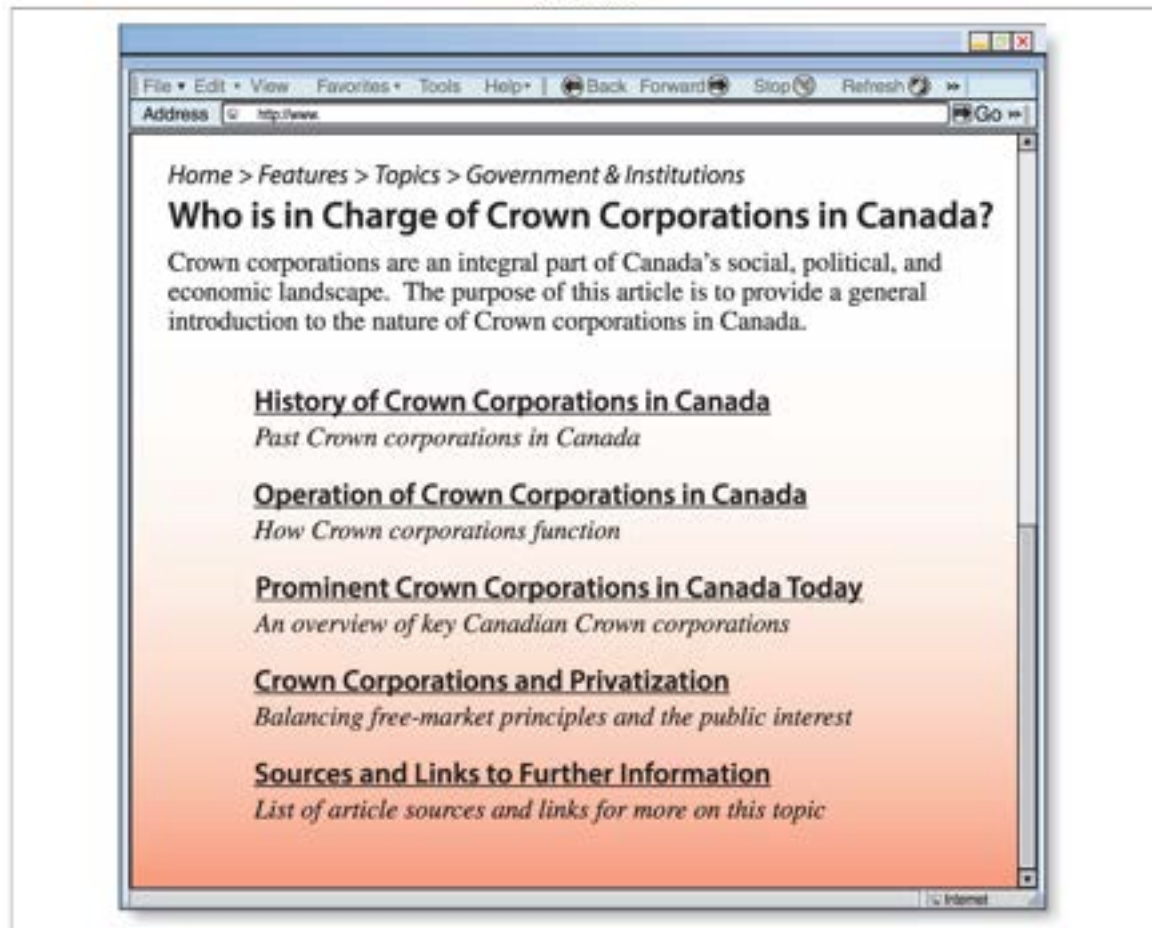 File Edit View Favorites Tools Help Back Forward Stop Refresh
Address http://www. Go
Home > Features > Topics > Government & Institutions
Who is in Charge of Crown Corporations in Canada?
Crown corporations are an integral part of Canada's social, political, and
economic landscape. The purpose of this article is to provide a general
introduction to the nature of Crown corporations in Canada.
History of Crown Corporations in Canada
Past Crown corporations in Canada
Operation of Crown Corporations in Canada
How Crown corporations function
Prominent Crown Corporations in Canada Today
An overview of key Canadian Crown corporations
Crown Corporations and Privatization
Balancing free-market principles and the public interest
Sources and Links to Further Information
List of article sources and links for more on this topic
Internet